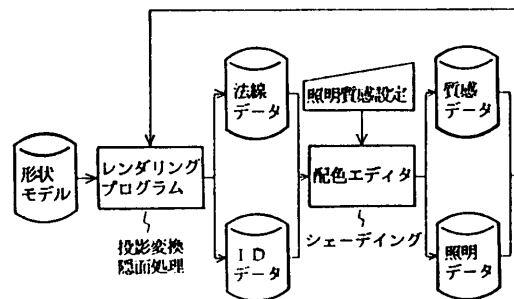 法線
データ
照明質感設定
質感
データ
形状
モデル
レンダリング
プログラム
配色エディタ
投影変換
隠面処理
ID
データ
シェーデイング
照明
データ